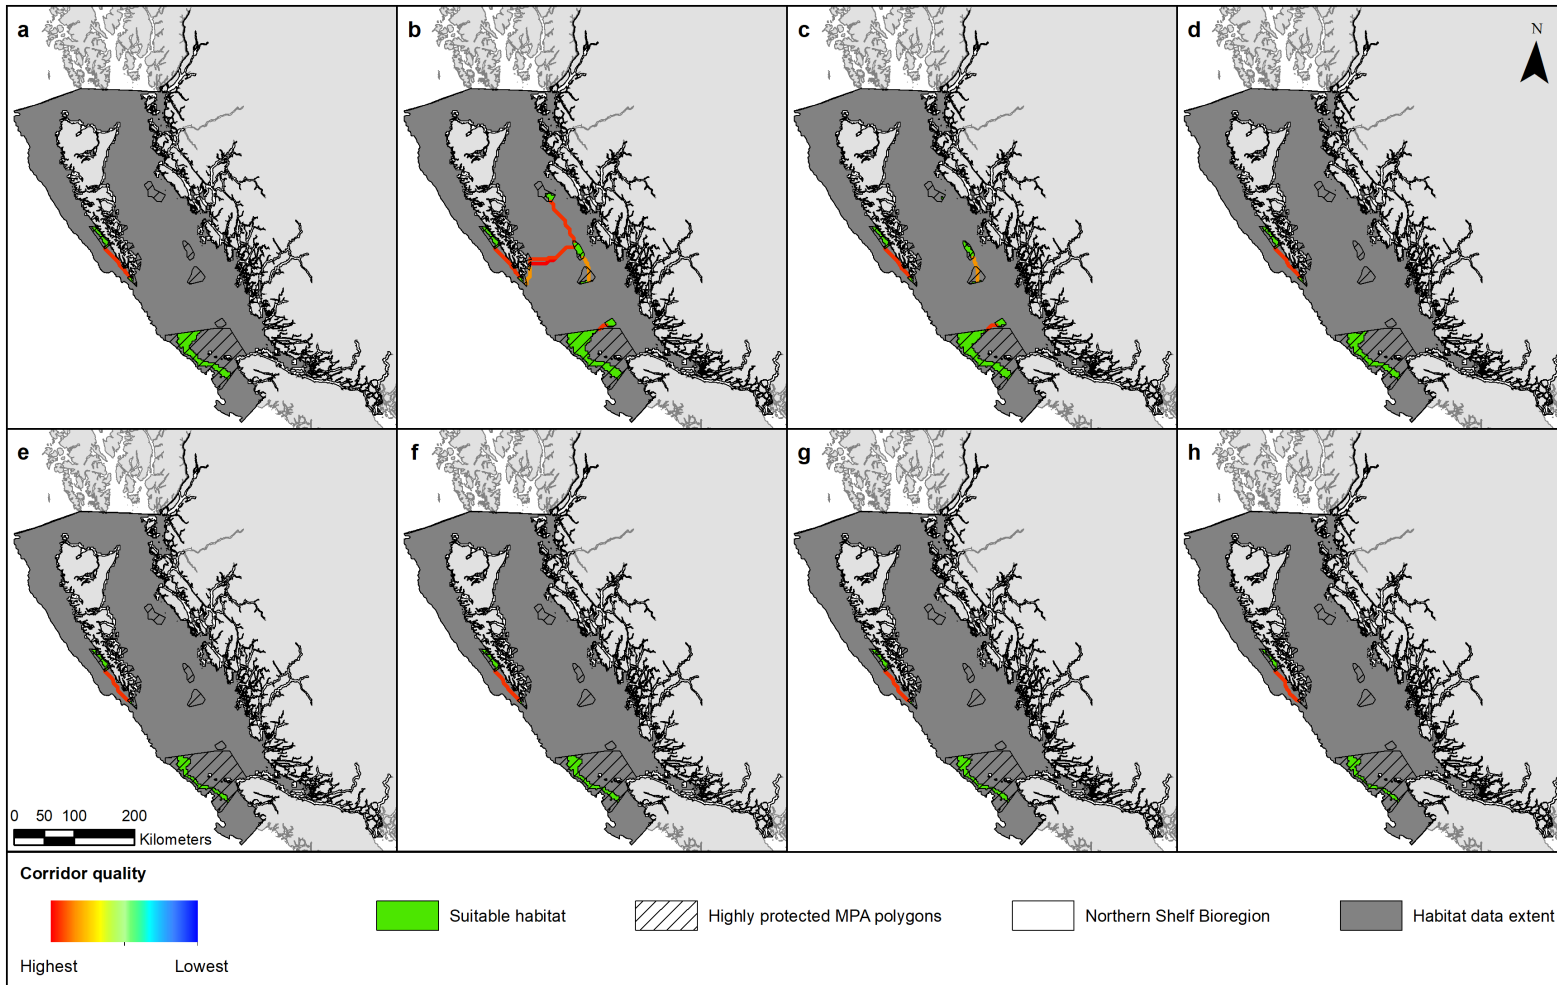 a
b
c
d
N
e
f
g
h
0 50 100 200
Kilometers
Corridor quality
Highest Lowest
Suitable habitat
Highly protected MPA polygons
Northern Shelf Bioregion
Habitat data extent